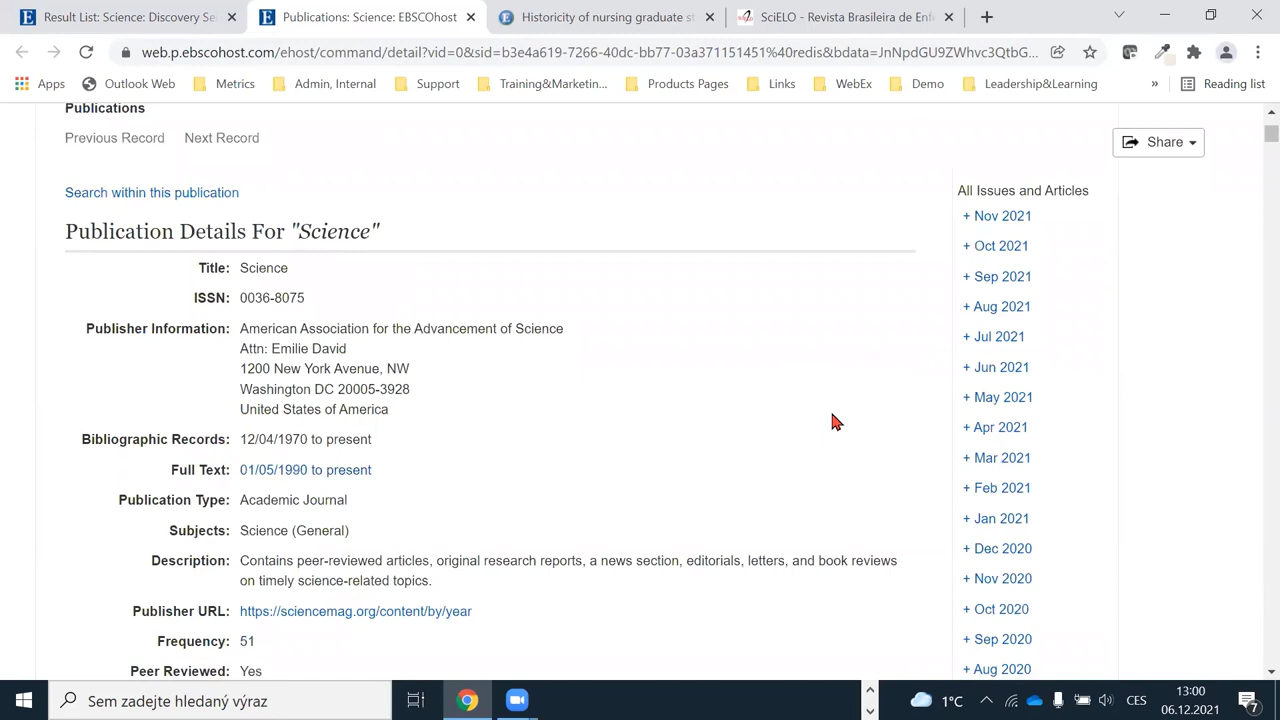 Result List: Science: Discovery Se
Publications: Science: EBSCOhost
Historicity of nursing graduate st
SciELO - Revista Brasileira de Enf
web.p.ebscohost.com/ehost/command/detail?vid=0&sid=b3e4a619-7266-40dc-bb77-03a371151451%40redis&bdata=JnNpdGU9ZWhvc3QtbG...
Apps
Outlook Web
Metrics
Admin, Internal
Support
Training&Marketin...
Products Pages
Links
WebEx
Demo
Leadership&Learning
»
Reading list
Publications
Previous Record
Next Record
Share
Search within this publication
Publication Details For "Science"
Title: Science
ISSN: 0036-8075
Publisher Information: American Association for the Advancement of Science
Attn: Emilie David
1200 New York Avenue, NW
Washington DC 20005-3928
United States of America
Bibliographic Records: 12/04/1970 to present
Full Text: 01/05/1990 to present
Publication Type: Academic Journal
Subjects: Science (General)
Description: Contains peer-reviewed articles, original research reports, a news section, editorials, letters, and book reviews
on timely science-related topics.
Publisher URL: https://sciencemag.org/content/by/year
Frequency: 51
Peer Reviewed: Yes
All Issues and Articles
+ Nov 2021
+ Oct 2021
+ Sep 2021
+ Aug 2021
+ Jul 2021
+ Jun 2021
+ May 2021
+ Apr 2021
+ Mar 2021
+ Feb 2021
+ Jan 2021
+ Dec 2020
+ Nov 2020
+ Oct 2020
+ Sep 2020
+ Aug 2020
Sem zadejte hledaný výraz
1°C
CES
13:00
06.12.2021
7